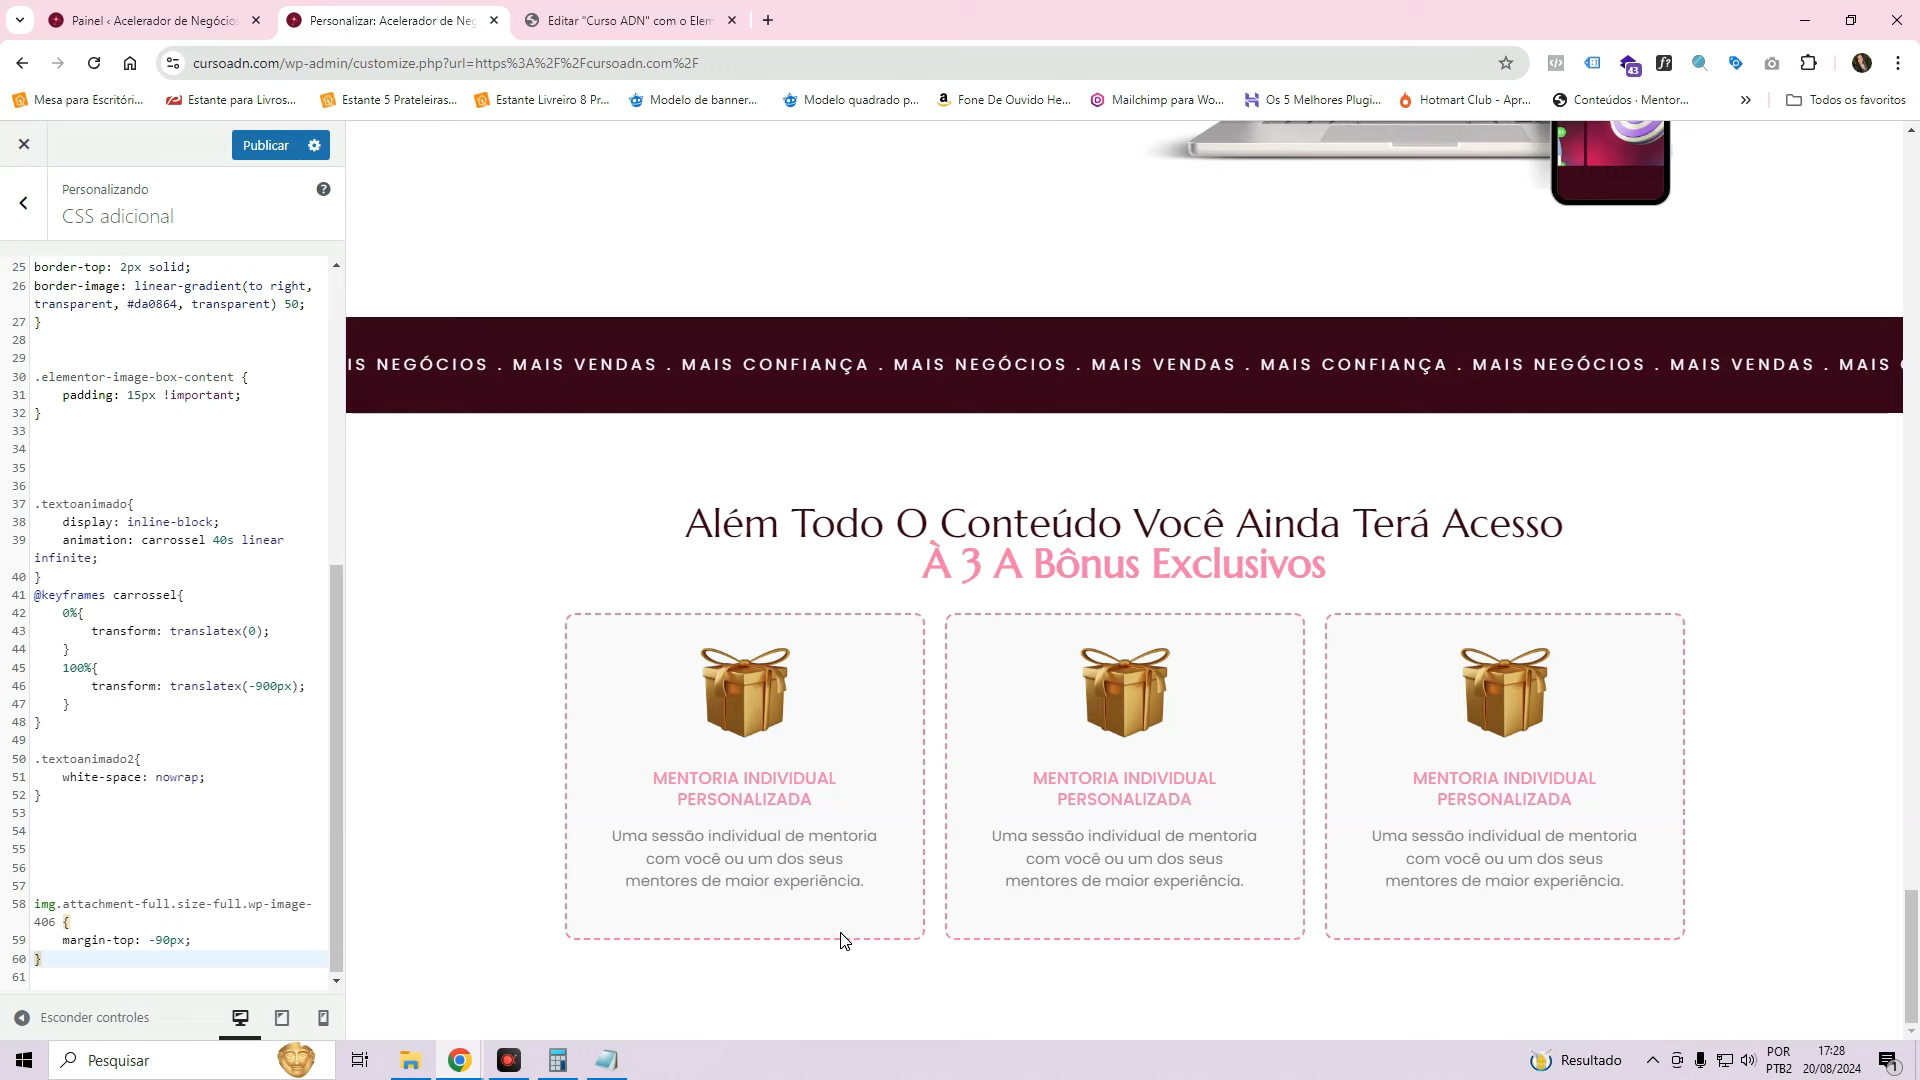 Painel ‹ Acelerador de Negócio
Personalizar: Acelerador de Neg
Editar "Curso ADN" com o Elem
cursoadn.com/wp-admin/customize.php?url=https%3A%2F%2Fcursoadn.com%2F
43
Mesa para Escritóri...
Estante para Livros...
Estante 5 Prateleiras...
Estante Livreiro 8 Pr...
Modelo de banner...
Modelo quadrado p...
Fone De Ouvido He...
Mailchimp para Wo...
Os 5 Melhores Plugi...
Hotmart Club - Apr...
Conteúdos · Mentor...
»
Todos os favoritos
Publicar
Personalizando
CSS adicional
25 border-top: 2px solid;
26 border-image: linear-gradient(to right,
transparent, #da0864, transparent) 50;
27 }
28
29
30 .elementor-image-box-content {
31 padding: 15px !important;
32 }
33
34
35
36
37 .textoanimado{
38 display: inline-block;
39 animation: carrossel 40s linear
infinite;
40 }
41 @keyframes carrossel{
42 0%{
43 transform: translatex(0);
44 }
45 100%{
46 transform: translatex(-900px);
47 }
48 }
49
50 .textoanimado2{
51 white-space: nowrap;
52 }
53
54
55
56
57
58 img.attachment-full.size-full.wp-image-
406 {
59 margin-top: -90px;
60 }
61
Esconder controles
IS NEGÓCIOS . MAIS VENDAS . MAIS CONFIANÇA . MAIS NEGÓCIOS . MAIS VENDAS . MAIS CONFIANÇA . MAIS NEGÓCIOS . MAIS VENDAS . MAIS
Além Todo O Conteúdo Você Ainda Terá Acesso
À 3 A Bônus Exclusivos
MENTORIA INDIVIDUAL
PERSONALIZADA
Uma sessão individual de mentoria
com você ou um dos seus
mentores de maior experiência.
MENTORIA INDIVIDUAL
PERSONALIZADA
Uma sessão individual de mentoria
com você ou um dos seus
mentores de maior experiência.
MENTORIA INDIVIDUAL
PERSONALIZADA
Uma sessão individual de mentoria
com você ou um dos seus
mentores de maior experiência.
Pesquisar
Resultado
POR
PTB2
17:28
20/08/2024
1